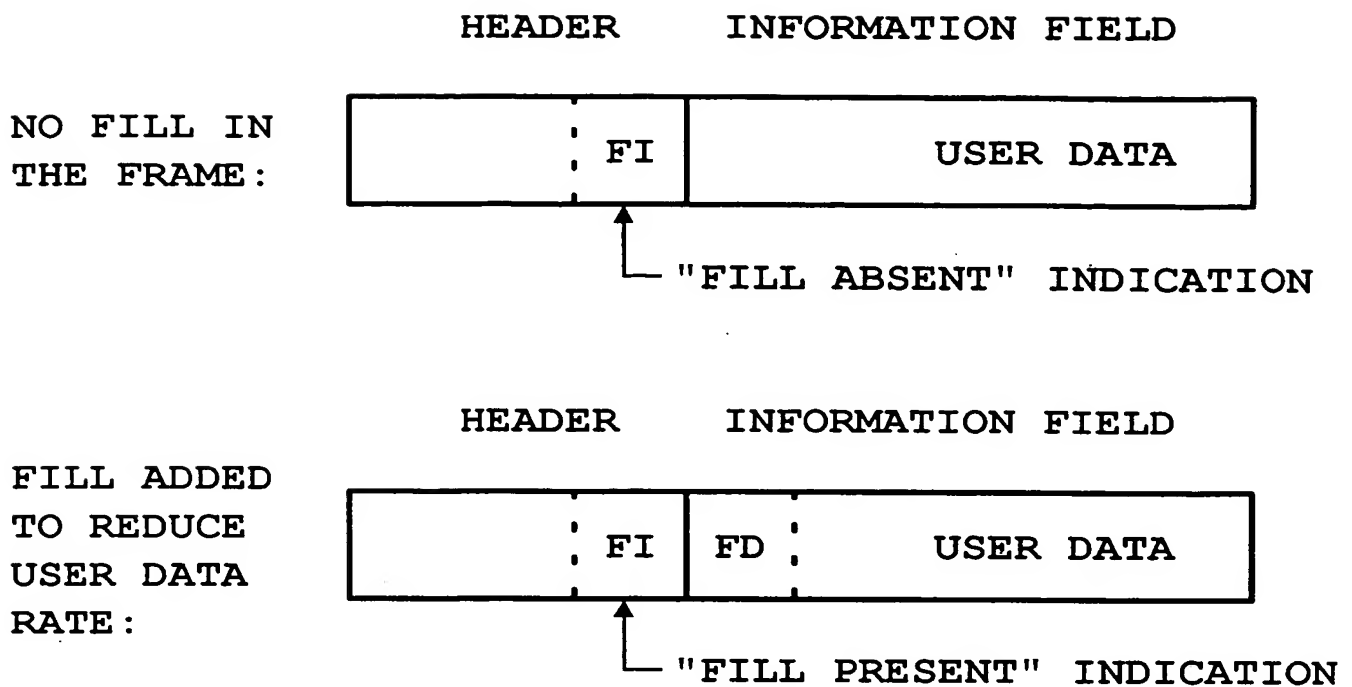 HEADER INFORMATION FIELD
NO FILL IN
THE FRAME:
FI USER DATA
"FILL ABSENT" INDICATION
HEADER INFORMATION FIELD
FILL ADDED
TO REDUCE
USER DATA
RATE:
FI FD USER DATA
"FILL PRESENT" INDICATION